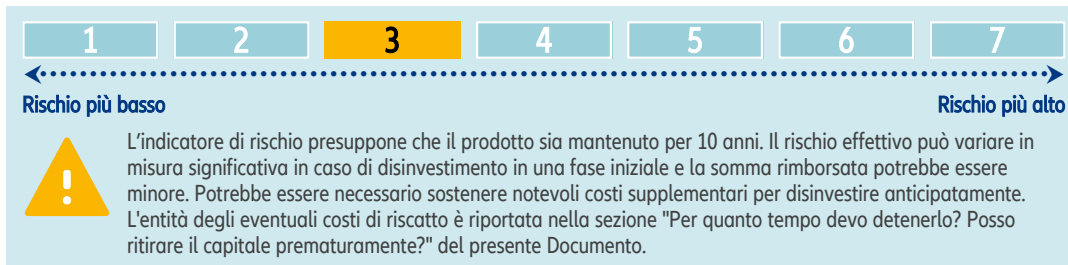 1 2 3 4 5 6 7
Rischio più basso Rischio più alto
L’indicatore di rischio presuppone che il prodotto sia mantenuto per 10 anni. Il rischio effettivo può variare in
misura significativa in caso di disinvestimento in una fase iniziale e la somma rimborsata potrebbe essere
minore. Potrebbe essere necessario sostenere notevoli costi supplementari per disinvestire anticipatamente.
L'entità degli eventuali costi di riscatto è riportata nella sezione "Per quanto tempo devo detenerlo? Posso
ritirare il capitale prematuramente?" del presente Documento.